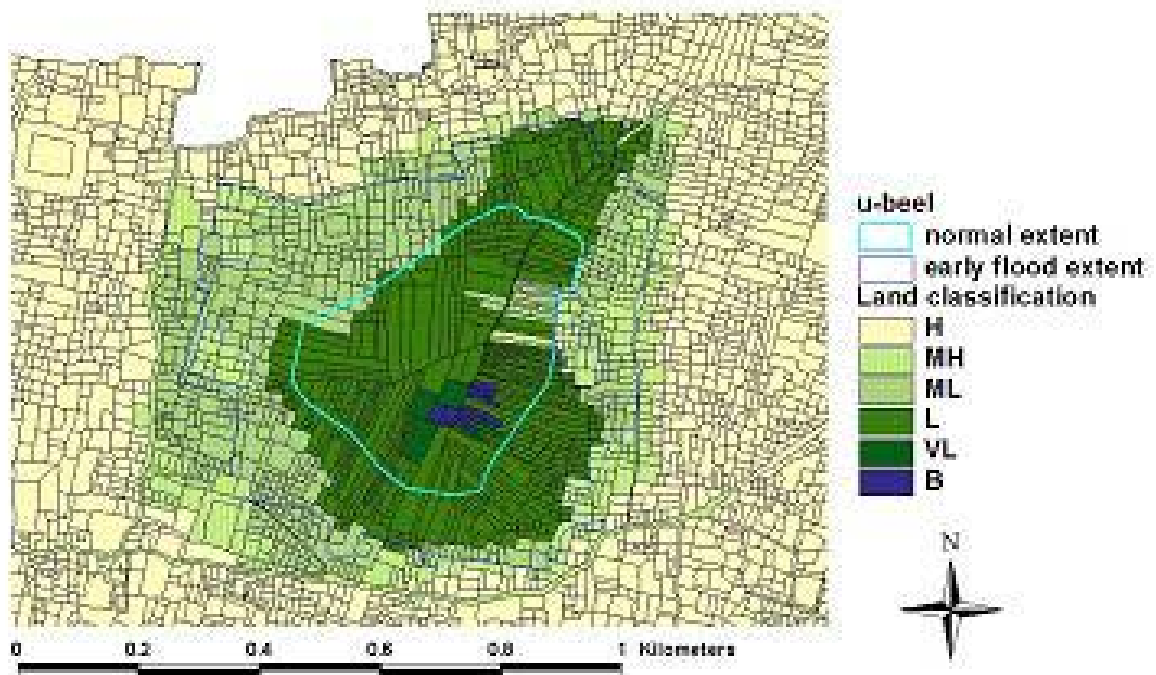 u-beel
normal extent
early flood extent
Land classification
H
MH
ML
L
VL
B
N
0 0.2 0.4 0.6 0.8 1 Kilometers